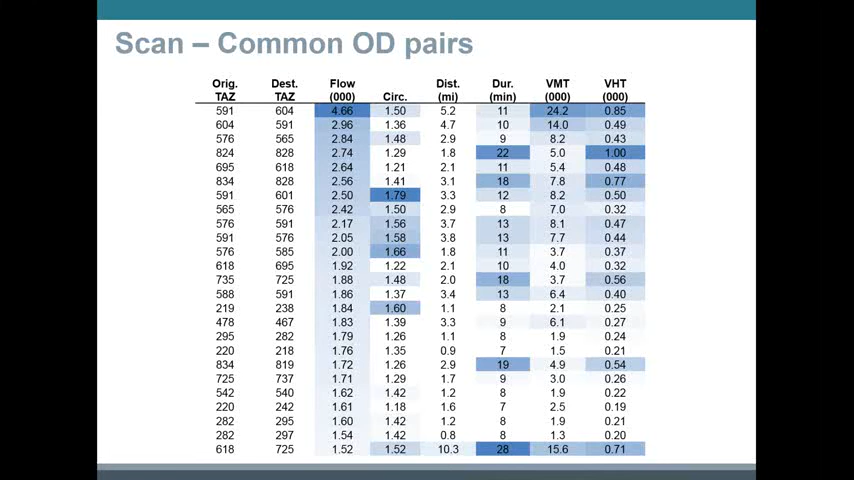 Scan – Common OD pairs
Orig. Dest. Flow Dist. Dur. VMT VHT
TAZ TAZ (000) Circ. (mi) (min) (000) (000)
591 604 4.66 1.50 5.2 11 24.2 0.85
604 591 2.96 1.36 4.7 10 14.0 0.49
576 565 2.84 1.48 2.9 9 8.2 0.43
824 828 2.74 1.29 1.8 22 5.0 1.00
695 618 2.64 1.21 2.1 11 5.4 0.48
834 828 2.56 1.41 3.1 18 7.8 0.77
591 601 2.50 1.79 3.3 12 8.2 0.50
565 576 2.42 1.50 2.9 8 7.0 0.32
576 591 2.17 1.56 3.7 13 8.1 0.47
591 576 2.05 1.58 3.8 13 7.7 0.44
576 585 2.00 1.66 1.8 11 3.7 0.37
618 695 1.92 1.22 2.1 10 4.0 0.32
735 725 1.88 1.48 2.0 18 3.7 0.56
588 591 1.86 1.37 3.4 13 6.4 0.40
219 238 1.84 1.60 1.1 8 2.1 0.25
478 467 1.83 1.39 3.3 9 6.1 0.27
295 282 1.79 1.26 1.1 8 1.9 0.24
220 218 1.76 1.35 0.9 7 1.5 0.21
834 819 1.72 1.26 2.9 19 4.9 0.54
725 737 1.71 1.29 1.7 9 3.0 0.26
542 540 1.62 1.42 1.2 8 1.9 0.22
220 242 1.61 1.18 1.6 7 2.5 0.19
282 295 1.60 1.42 1.2 8 1.9 0.21
282 297 1.54 1.42 0.8 8 1.3 0.20
618 725 1.52 1.52 10.3 28 15.6 0.71